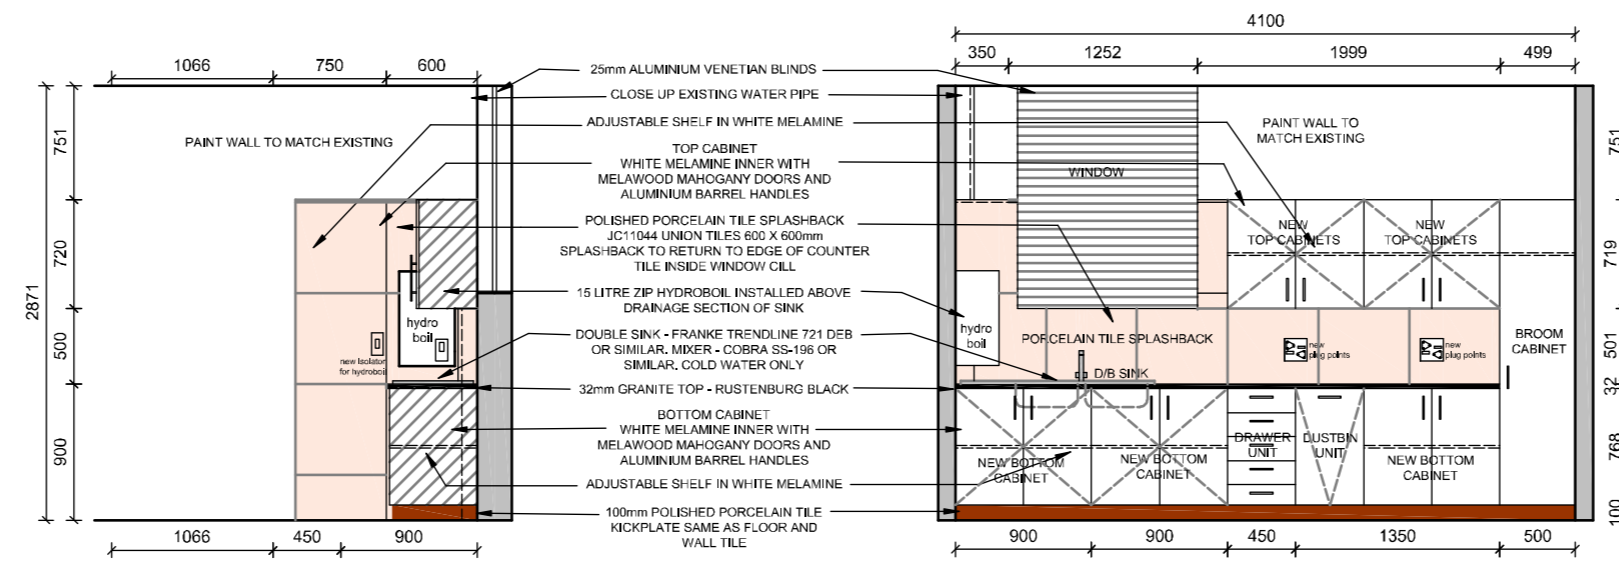 4100
1066 750 600
350 1252 1999 499
25mm ALUMINIUM VENETIAN BLINDS
CLOSE UP EXISTING WATER PIPE
ADJUSTABLE SHELF IN WHITE MELAMINE
TOP CABINET
WHITE MELAMINE INNER WITH
MELAWOOD MAHOGANY DOORS AND
ALUMINIUM BARREL HANDLES
POLISHED PORCELAIN TILE SPLASHBACK
JC11044 UNION TILES 600 X 600mm
SPLASHBACK TO RETURN TO EDGE OF COUNTER
TILE INSIDE WINDOW CILL
15 LITRE ZIP HYDROBOIL INSTALLED ABOVE
DRAINAGE SECTION OF SINK
DOUBLE SINK - FRANKE TRENDLINE 721 DEB
OR SIMILAR. MIXER - COBRA SS-196 OR
SIMILAR. COLD WATER ONLY
32mm GRANITE TOP - RUSTENBURG BLACK
BOTTOM CABINET
WHITE MELAMINE INNER WITH
MELAWOOD MAHOGANY DOORS AND
ALUMINIUM BARREL HANDLES
ADJUSTABLE SHELF IN WHITE MELAMINE
100mm POLISHED PORCELAIN TILE
KICKPLATE SAME AS FLOOR AND
WALL TILE
2871
751
720
500
900
PAINT WALL TO MATCH EXISTING
hydro
boil
new Isolator
for hydroboil
1066 450 900
PAINT WALL TO
MATCH EXISTING
WINDOW
NEW
TOP CABINETS
NEW
TOP CABINETS
hydro
boil
PORCELAIN TILE SPLASHBACK
D/B SINK
new
plug points
new
plug points
BROOM
CABINET
NEW BOTTOM
CABINET
NEW BOTTOM
CABINET
DRAWER
UNIT
DUSTBIN
UNIT
NEW BOTTOM
CABINET
751
719
501
32
768
100
900 900 450 1350 500